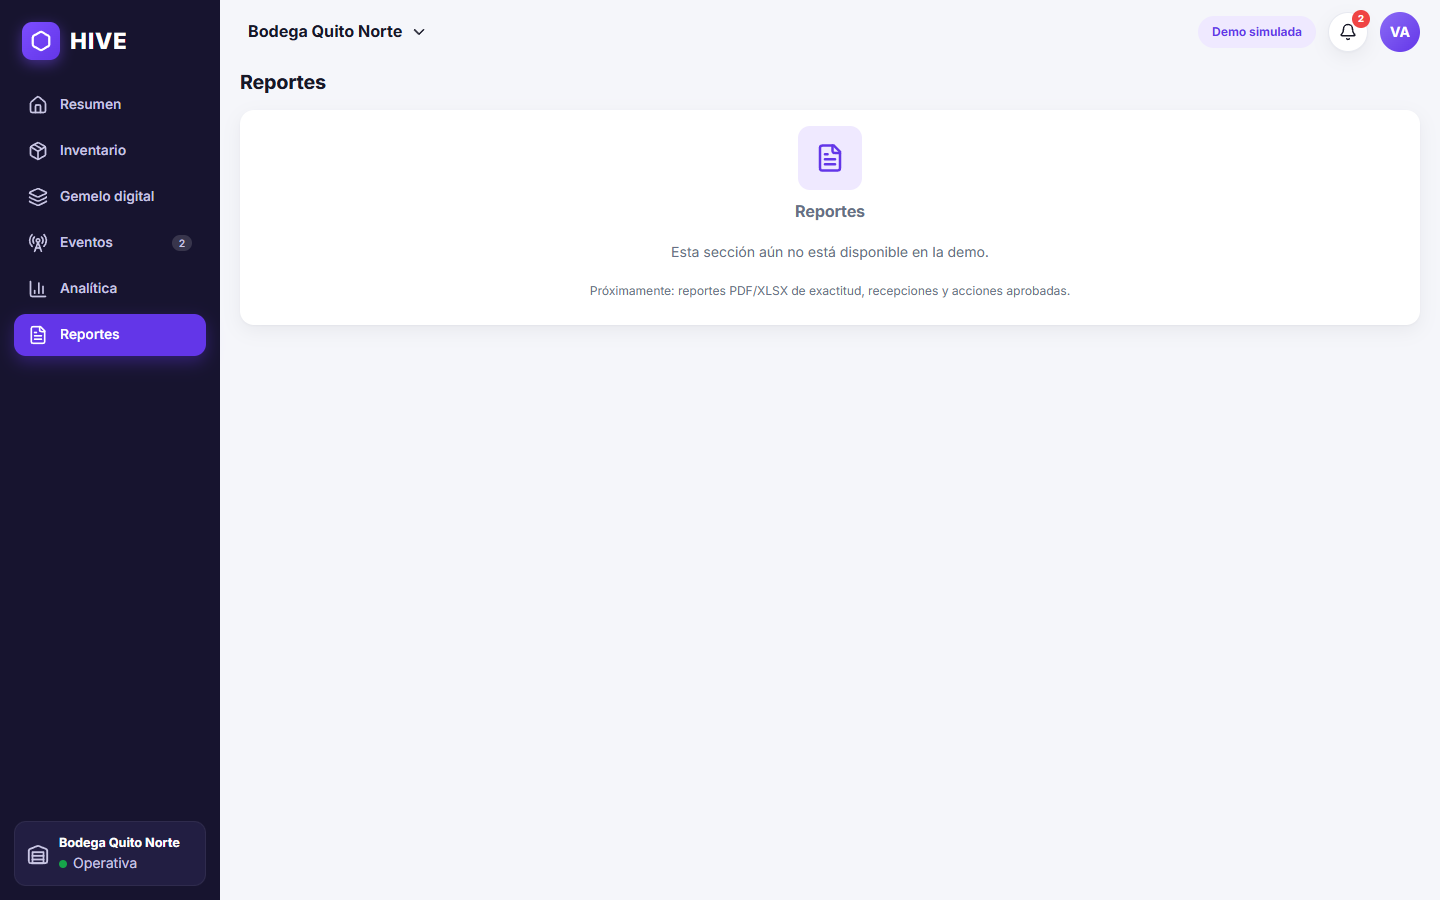 HIVE
Resumen
Inventario
Gemelo digital
Eventos 2
Analítica
Reportes
Bodega Quito Norte
Operativa
Bodega Quito Norte
Demo simulada
2
VA
Reportes
Reportes
Esta sección aún no está disponible en la demo.
Próximamente: reportes PDF/XLSX de exactitud, recepciones y acciones aprobadas.